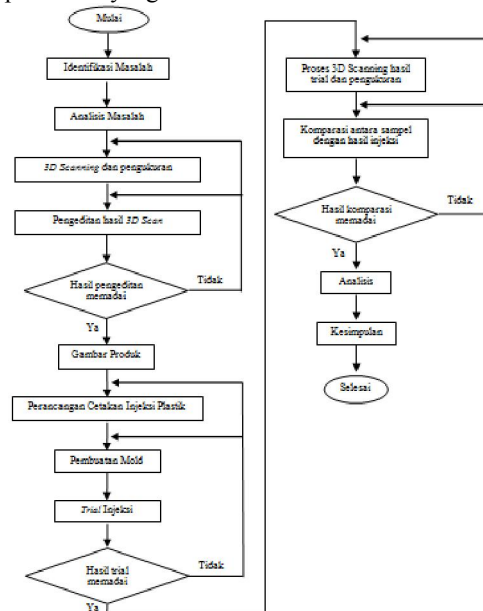 Mulai
Identifikasi Masalah
Analisis Masalah
3D Scanning dan pengukuran
Pengeditan hasil 3D Scan
Hasil pengeditan
memadai
Tidak
Ya
Gambar Produk
Perancangan Cetakan Injeksi Plastik
Pembuatan Mold
Trial Injeksi
Hasil trial
memadai
Tidak
Ya
Proses 3D Scanning hasil
trial dan pengukuran
Komparasi antara sampel
dengan hasil injeksi
Hasil komparasi
memadai
Tidak
Ya
Analisis
Kesimpulan
Selesai